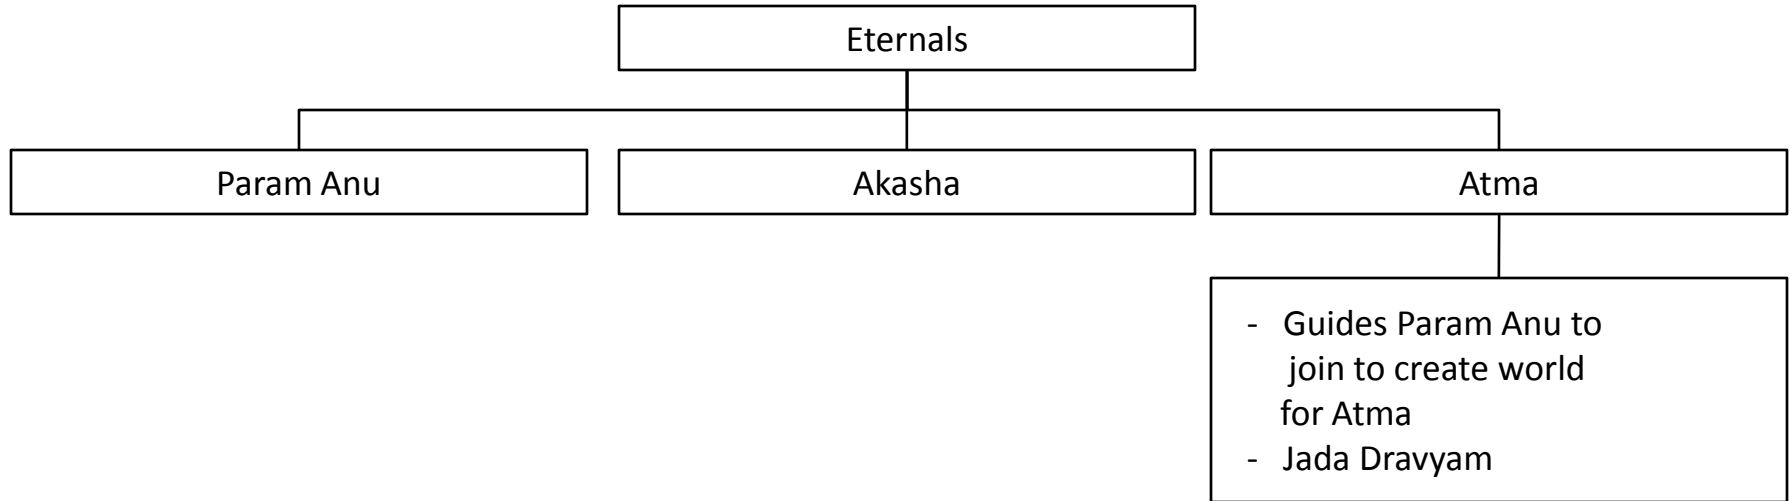 Eternals
Param Anu
Akasha
Atma
- Guides Param Anu to
join to create world
for Atma
- Jada Dravyam